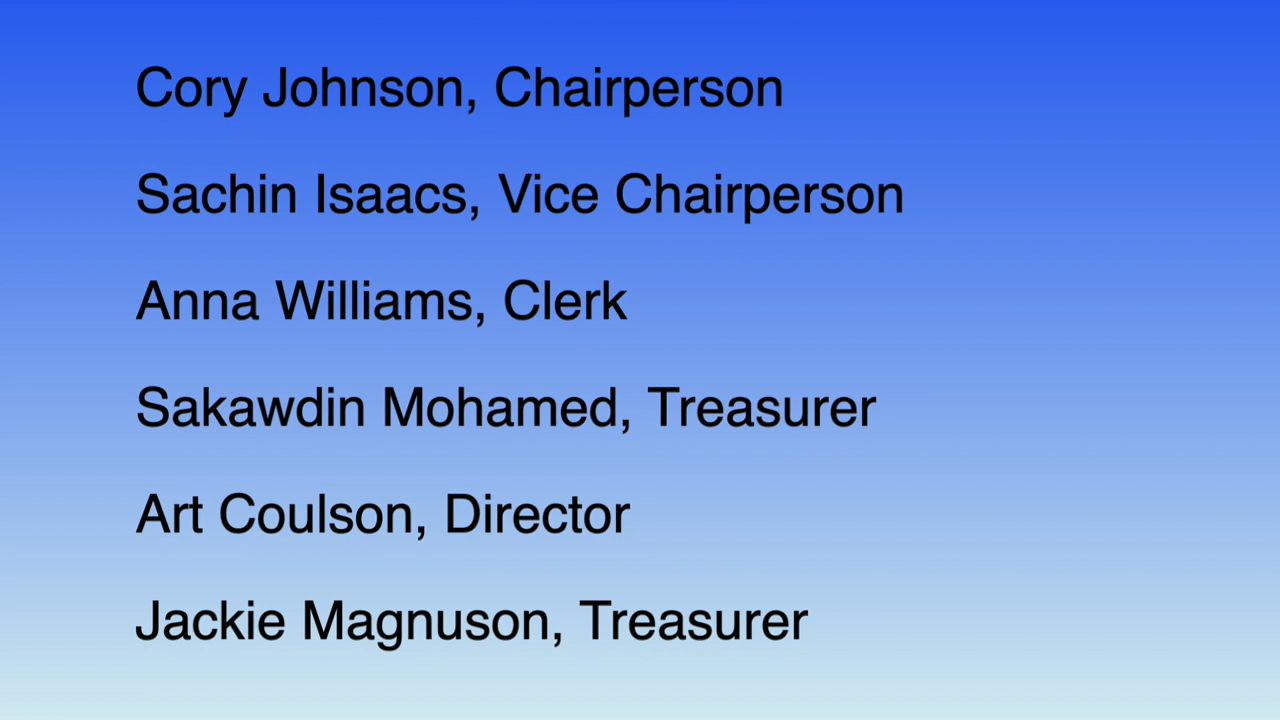 Cory Johnson, Chairperson
Sachin Isaacs, Vice Chairperson
Anna Williams, Clerk
Sakawdin Mohamed, Treasurer
Art Coulson, Director
Jackie Magnuson, Treasurer